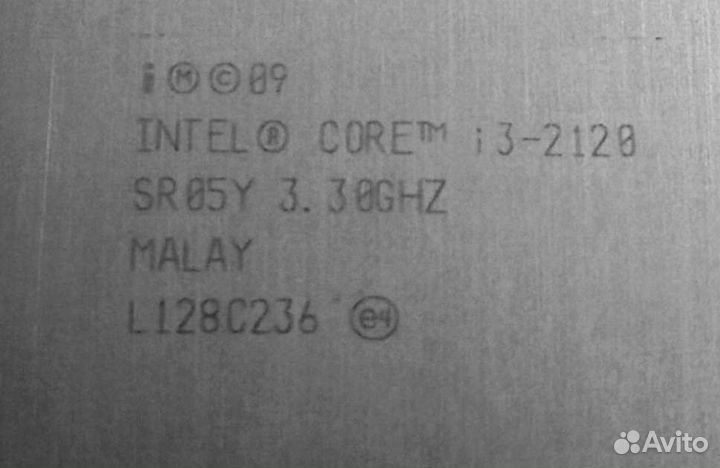 i Ⓜ © 09
INTEL® CORE™ i3-2120
SR05Y 3.30GHZ
MALAY
L128C236 e4
Avito